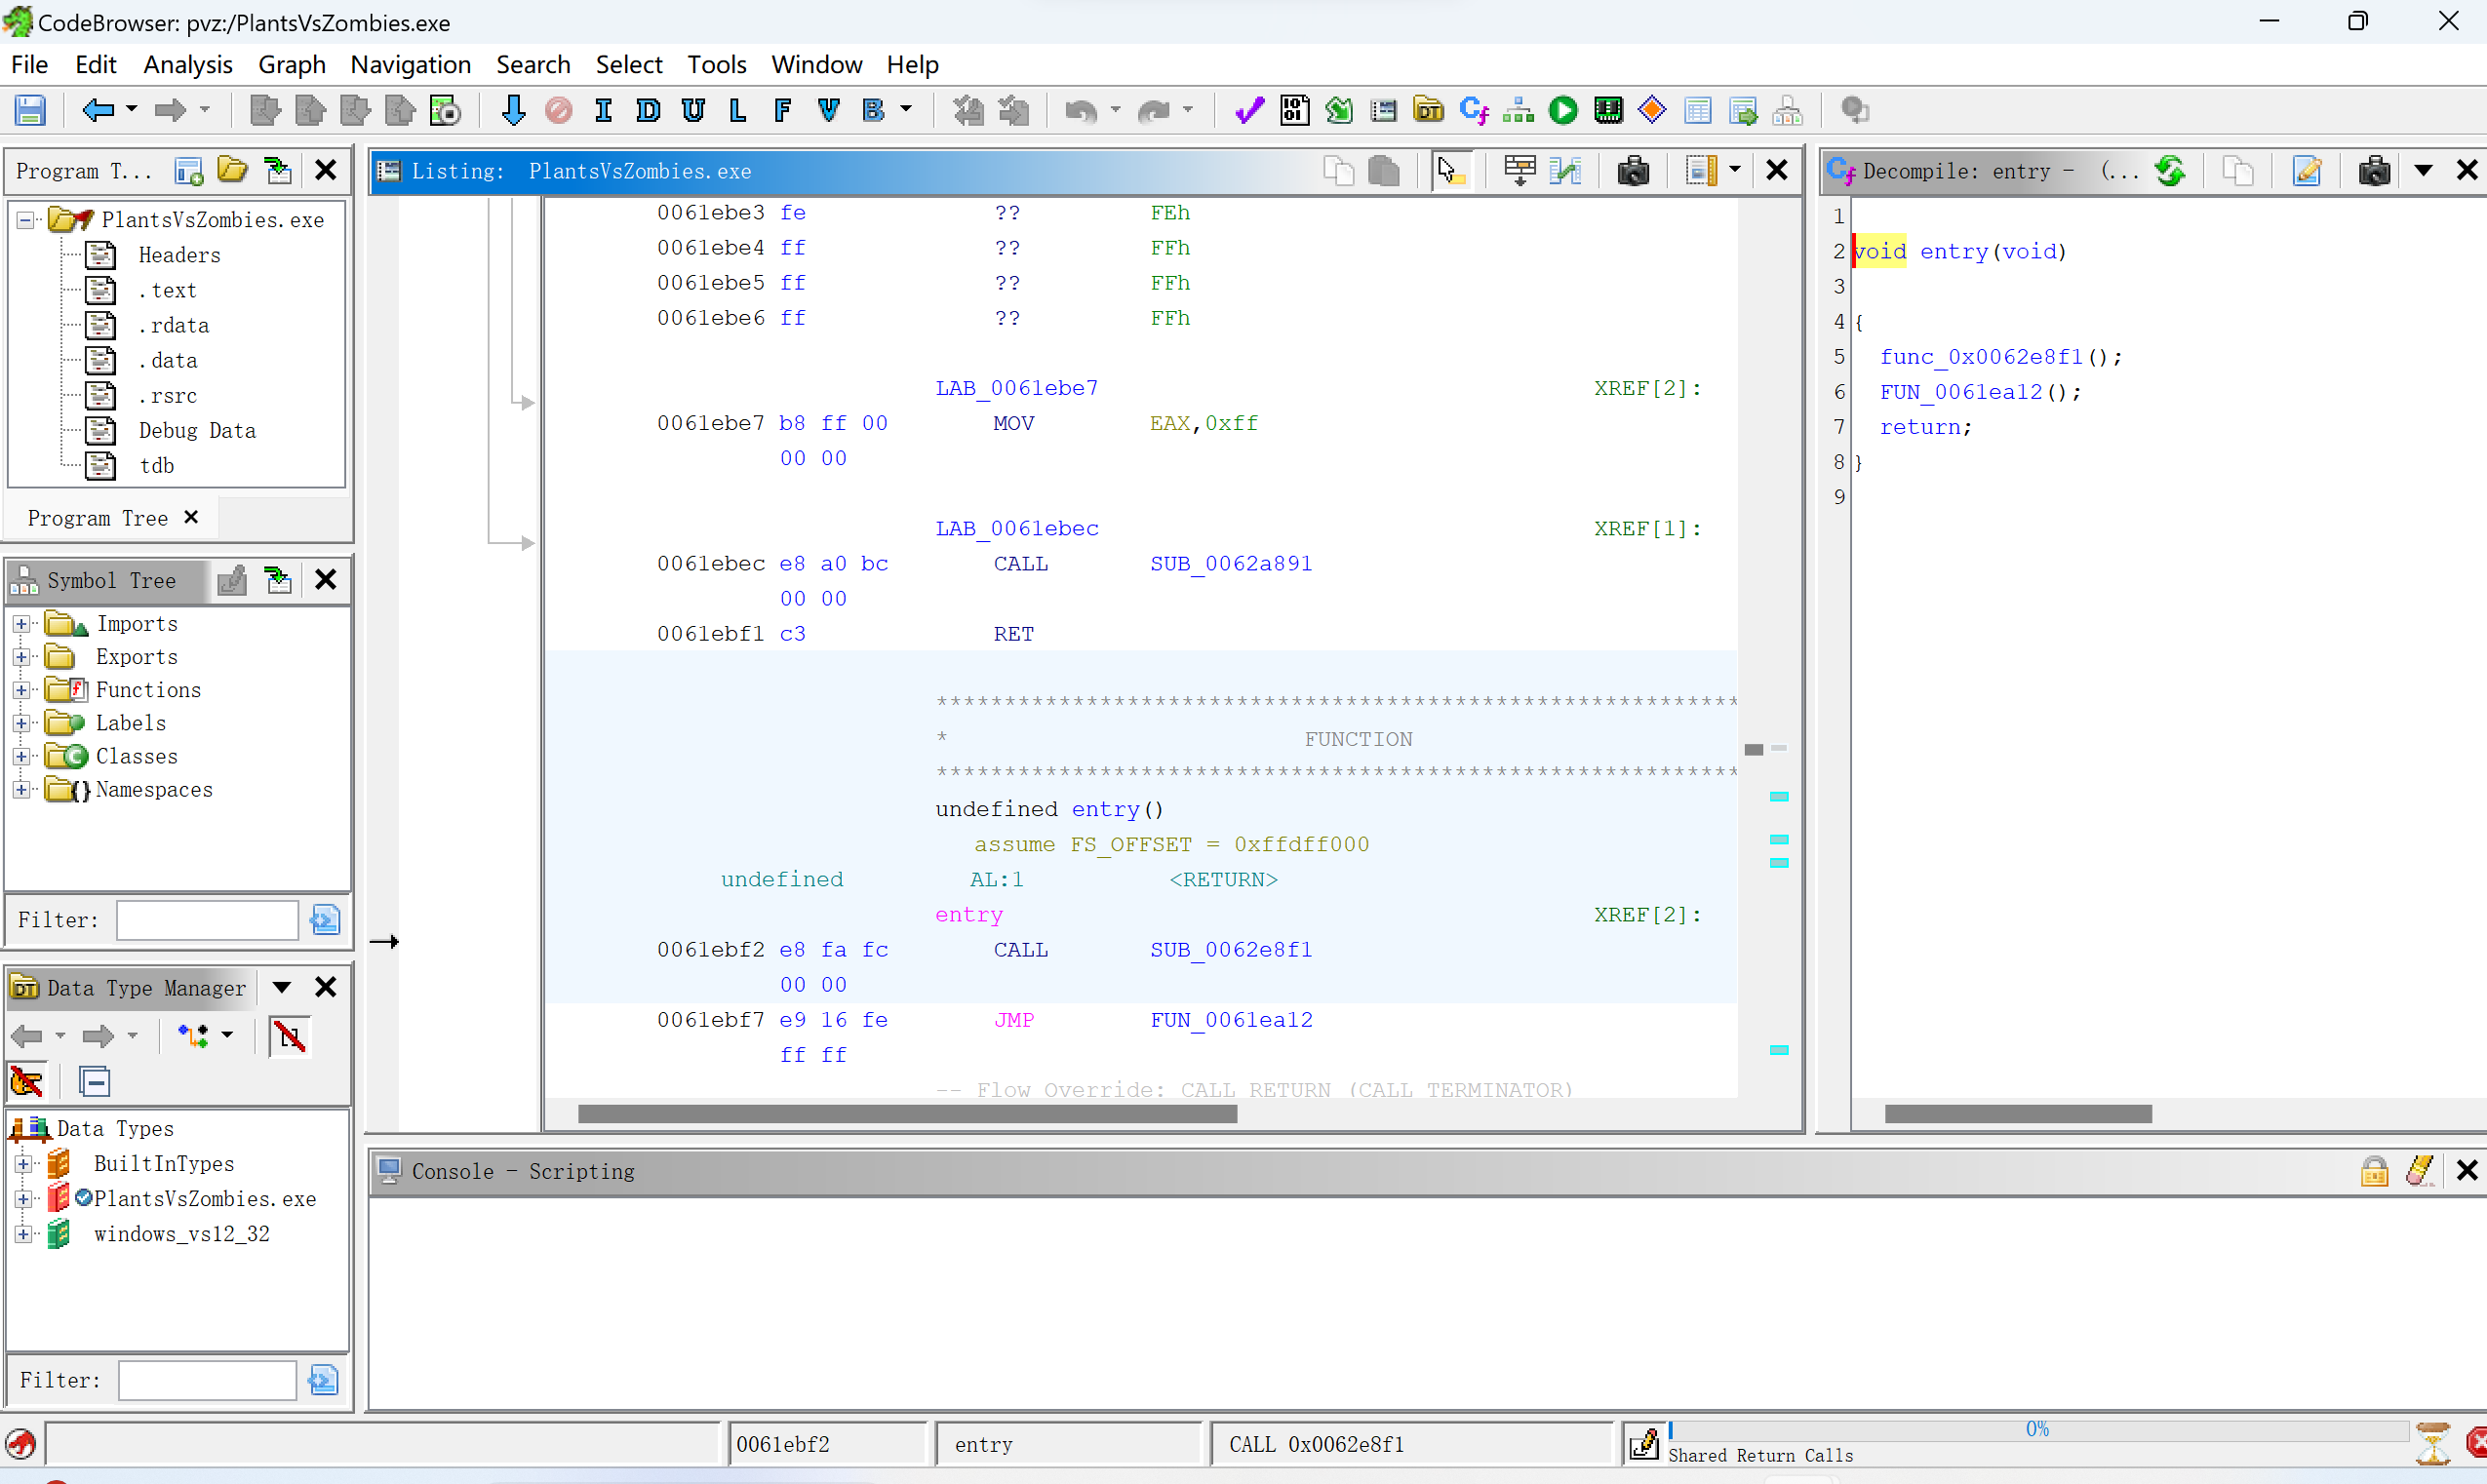 CodeBrowser: pvz:/PlantsVsZombies.exe
File Edit Analysis Graph Navigation Search Select Tools Window Help
I D U L F V B
Program T...
PlantsVsZombies.exe
Headers
.text
.rdata
.data
.rsrc
Debug Data
tdb
Program Tree
Symbol Tree
Imports
Exports
Functions
Labels
Classes
Namespaces
Filter:
Data Type Manager
Data Types
BuiltInTypes
PlantsVsZombies.exe
windows_vs12_32
Filter:
Listing: PlantsVsZombies.exe
0061ebe3 fe ?? FEh
0061ebe4 ff ?? FFh
0061ebe5 ff ?? FFh
0061ebe6 ff ?? FFh
LAB_0061ebe7 XREF[2]:
0061ebe7 b8 ff 00 MOV EAX,0xff
00 00
LAB_0061ebec XREF[1]:
0061ebec e8 a0 bc CALL SUB_0062a891
00 00
0061ebf1 c3 RET
***********************************************************
* FUNCTION
***********************************************************
undefined entry()
assume FS_OFFSET = 0xffdff000
undefined AL:1 <RETURN>
entry XREF[2]:
0061ebf2 e8 fa fc CALL SUB_0062e8f1
00 00
0061ebf7 e9 16 fe JMP FUN_0061ea12
ff ff
-- Flow Override: CALL_RETURN (CALL_TERMINATOR)
Decompile: entry - (...
1
2 void entry(void)
3
4 {
5 func_0x0062e8f1();
6 FUN_0061ea12();
7 return;
8 }
9
Console - Scripting
0061ebf2
entry
CALL 0x0062e8f1
0%
Shared Return Calls